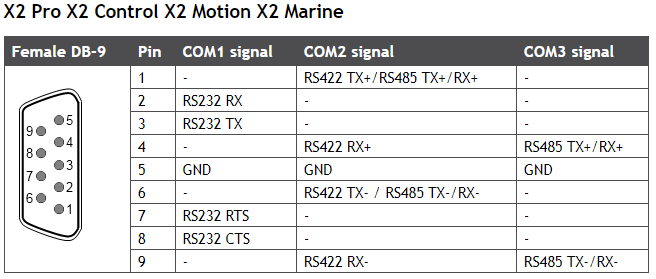 X2 Pro X2 Control X2 Motion X2 Marine
Female DB-9 Pin COM1 signal COM2 signal COM3 signal
1 - RS422 TX+/RS485 TX+/RX+ -
2 RS232 RX - -
3 RS232 TX - -
4 - RS422 RX+ RS485 TX+/RX+
5 GND GND GND
6 - RS422 TX- / RS485 TX-/RX- -
7 RS232 RTS - -
8 RS232 CTS - -
9 - RS422 RX- RS485 TX-/RX-
5
9
4
8
3
7
2
6
1